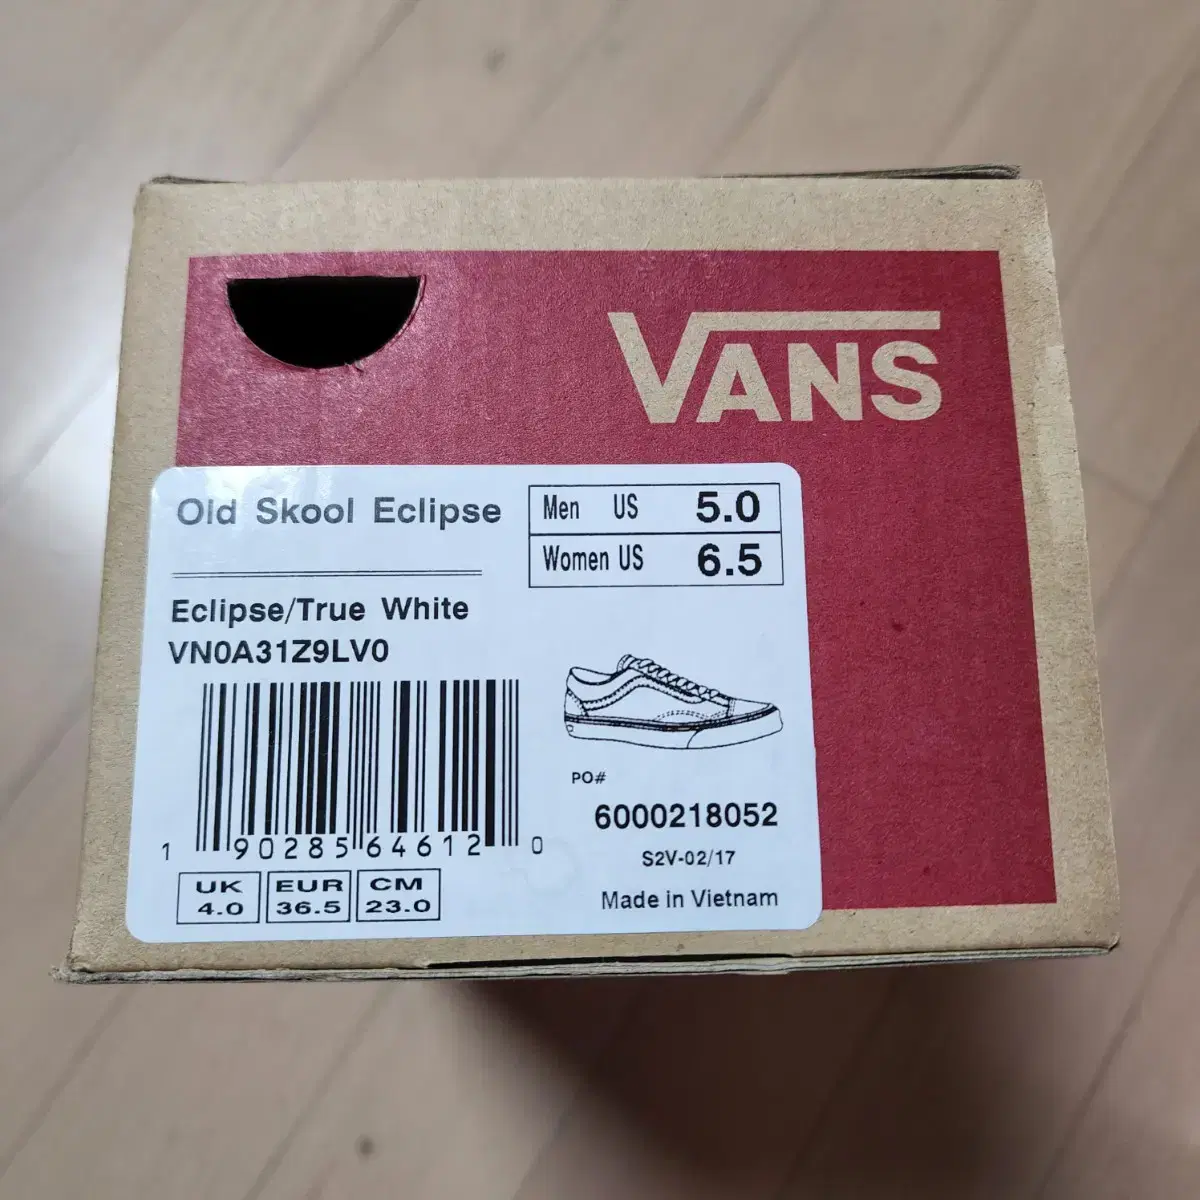 VANS
Old Skool Eclipse
Men US 5.0
Women US 6.5
Eclipse/True White
VN0A31Z9LV0
1 90285 64612 0
PO#
6000218052
S2V-02/17
Made in Vietnam
UK EUR CM
4.0 36.5 23.0